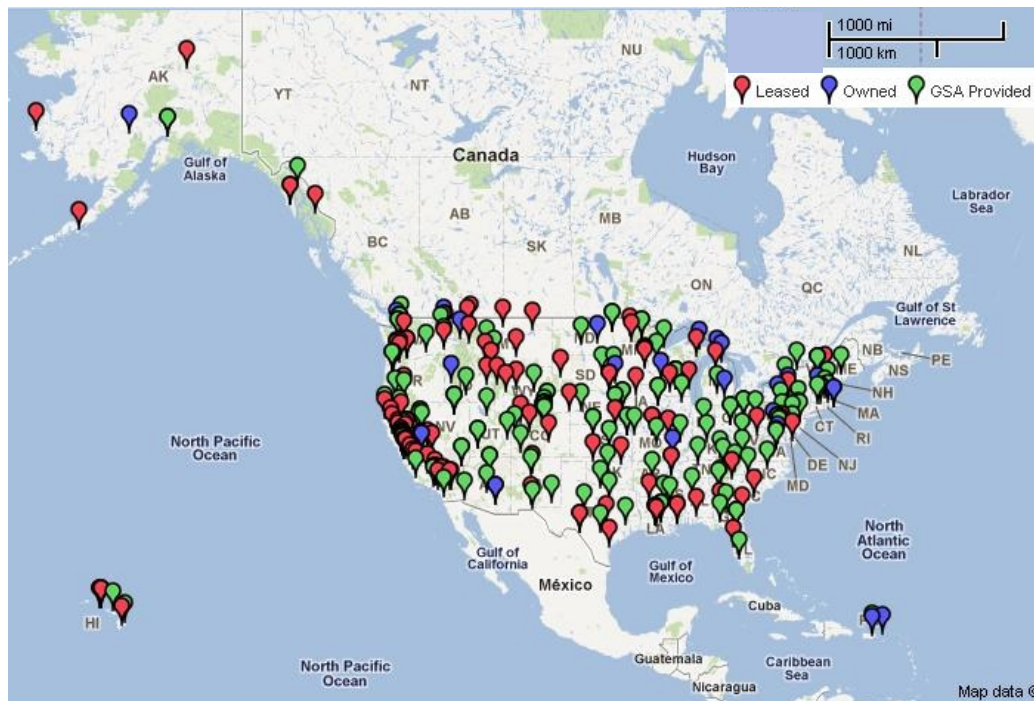 1000 mi
1000 km
Leased
Owned
GSA Provided
AK
YT
NT
NU
Gulf of
Alaska
Canada
Hudson
Bay
Labrador
Sea
AB
MB
BC
SK
NL
ON
QC
Gulf of St
Lawrence
NB
PE
NS
ND
NH
MA
SD
CT
RI
NV
UT
MO
DE
NJ
MD
North Pacific
Ocean
LA
North
Atlantic
Ocean
Gulf of
California
México
Gulf of
Mexico
Cuba
HI
Guatemala
Caribbean
Sea
Nicaragua
North Pacific
Ocean
Map data ©